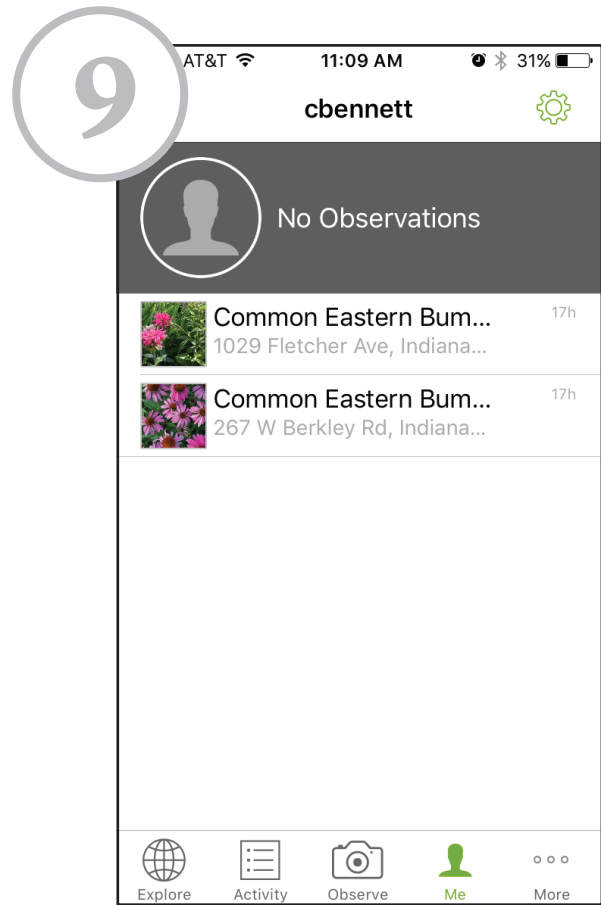 9
AT&T 11:09 AM 31%
cbennett
No Observations
Common Eastern Bum... 17h
1029 Fletcher Ave, Indiana...
Common Eastern Bum... 17h
267 W Berkley Rd, Indiana...
Explore Activity Observe Me More